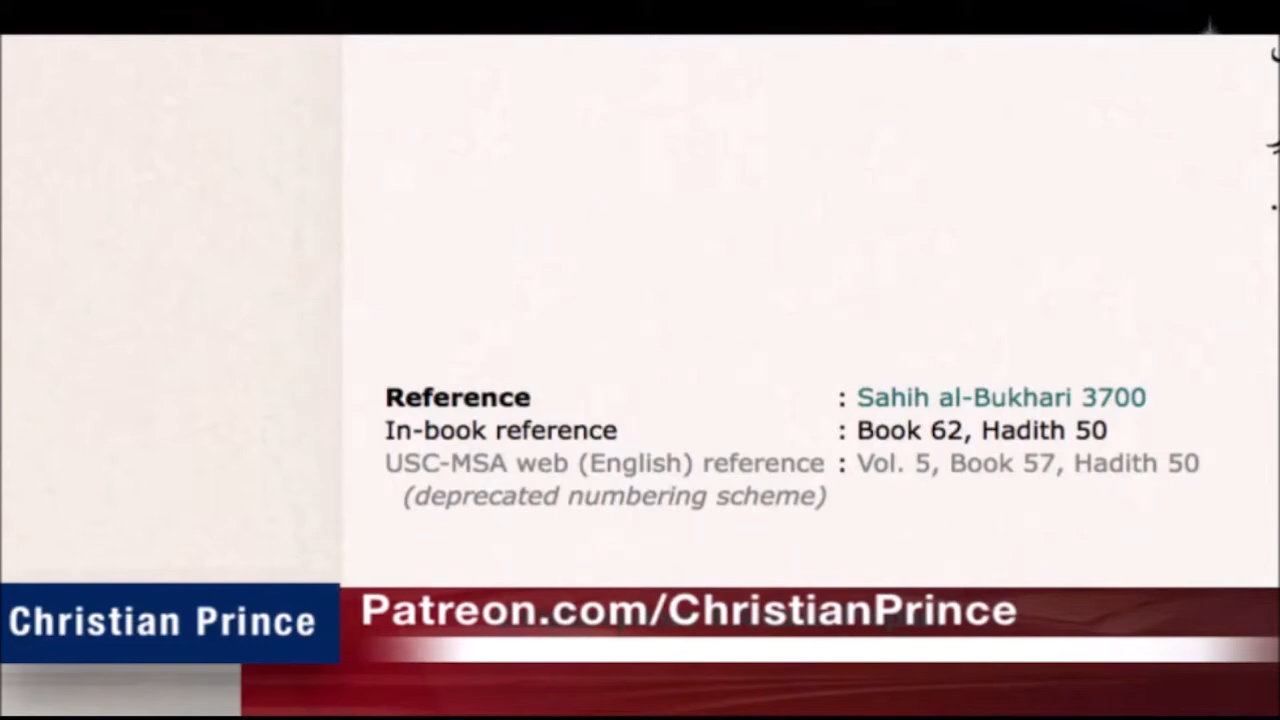 Reference : Sahih al-Bukhari 3700
In-book reference : Book 62, Hadith 50
USC-MSA web (English) reference : Vol. 5, Book 57, Hadith 50
(deprecated numbering scheme)
Christian Prince
Patreon.com/ChristianPrince